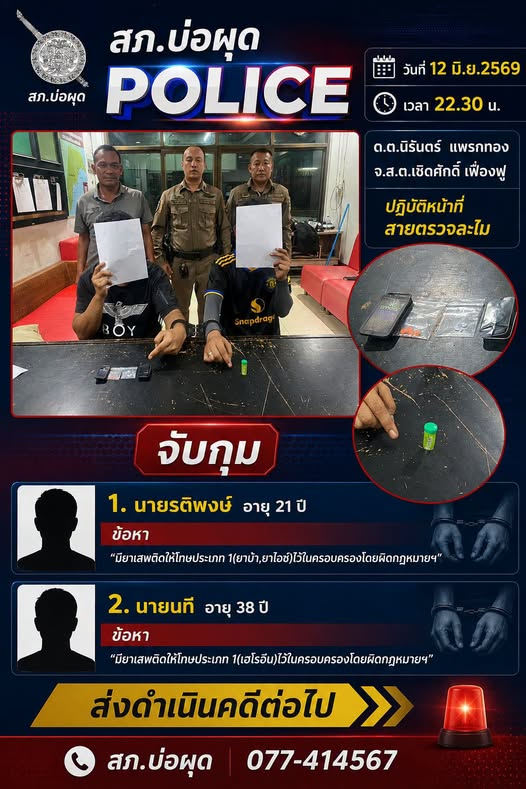 สภ.บ่อผุด
สภ.บ่อผุด
POLICE
วันที่ 12 มิ.ย.2569
เวลา 22.30 น.
ด.ต.นิรันตร์ แพรกทอง
จ.ส.ต.เชิดศักดิ์ เฟื่องฟู
ปฏิบัติหน้าที่
สายตรวจละไม
BOY
Snapdragon
จับกุม
1. นายรติพงษ์ อายุ 21 ปี
ข้อหา
"มียาเสพติดให้โทษประเภท 1(ยาบ้า,ยาไอซ์)ไว้ในครอบครองโดยผิดกฎหมายฯ"
2. นายนที อายุ 38 ปี
ข้อหา
"มียาเสพติดให้โทษประเภท 1(เฮโรอีน)ไว้ในครอบครองโดยผิดกฎหมายฯ"
ส่งดำเนินคดีต่อไป
สภ.บ่อผุด | 077-414567